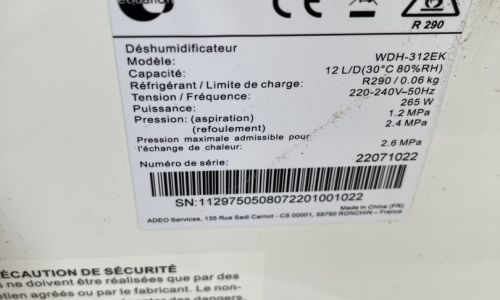 equation
R 290
Déshumidificateur
Modèle: WDH-312EK
Capacité: 12 L/D(30°C 80%RH)
Réfrigérant / Limite de charge: R290 / 0.06 kg
Tension / Fréquence: 220-240V~50Hz
Puissance: 265 W
Pression: (aspiration) 1.2 MPa
(refoulement) 2.4 MPa
Pression maximale admissible pour
l'échange de chaleur: 2.6 MPa
Numéro de série: 22071022
SN:1129750508072201001022
Made in China (FR)
ADEO Services, 135 Rue Sadi Carnot - CS 00001, 59790 RONCHIN – France
ÉCAUTION DE SÉCURITÉ
s ne doivent être réalisées que par des
tien agréés ou par le fabricant. Le non-
des dangers.